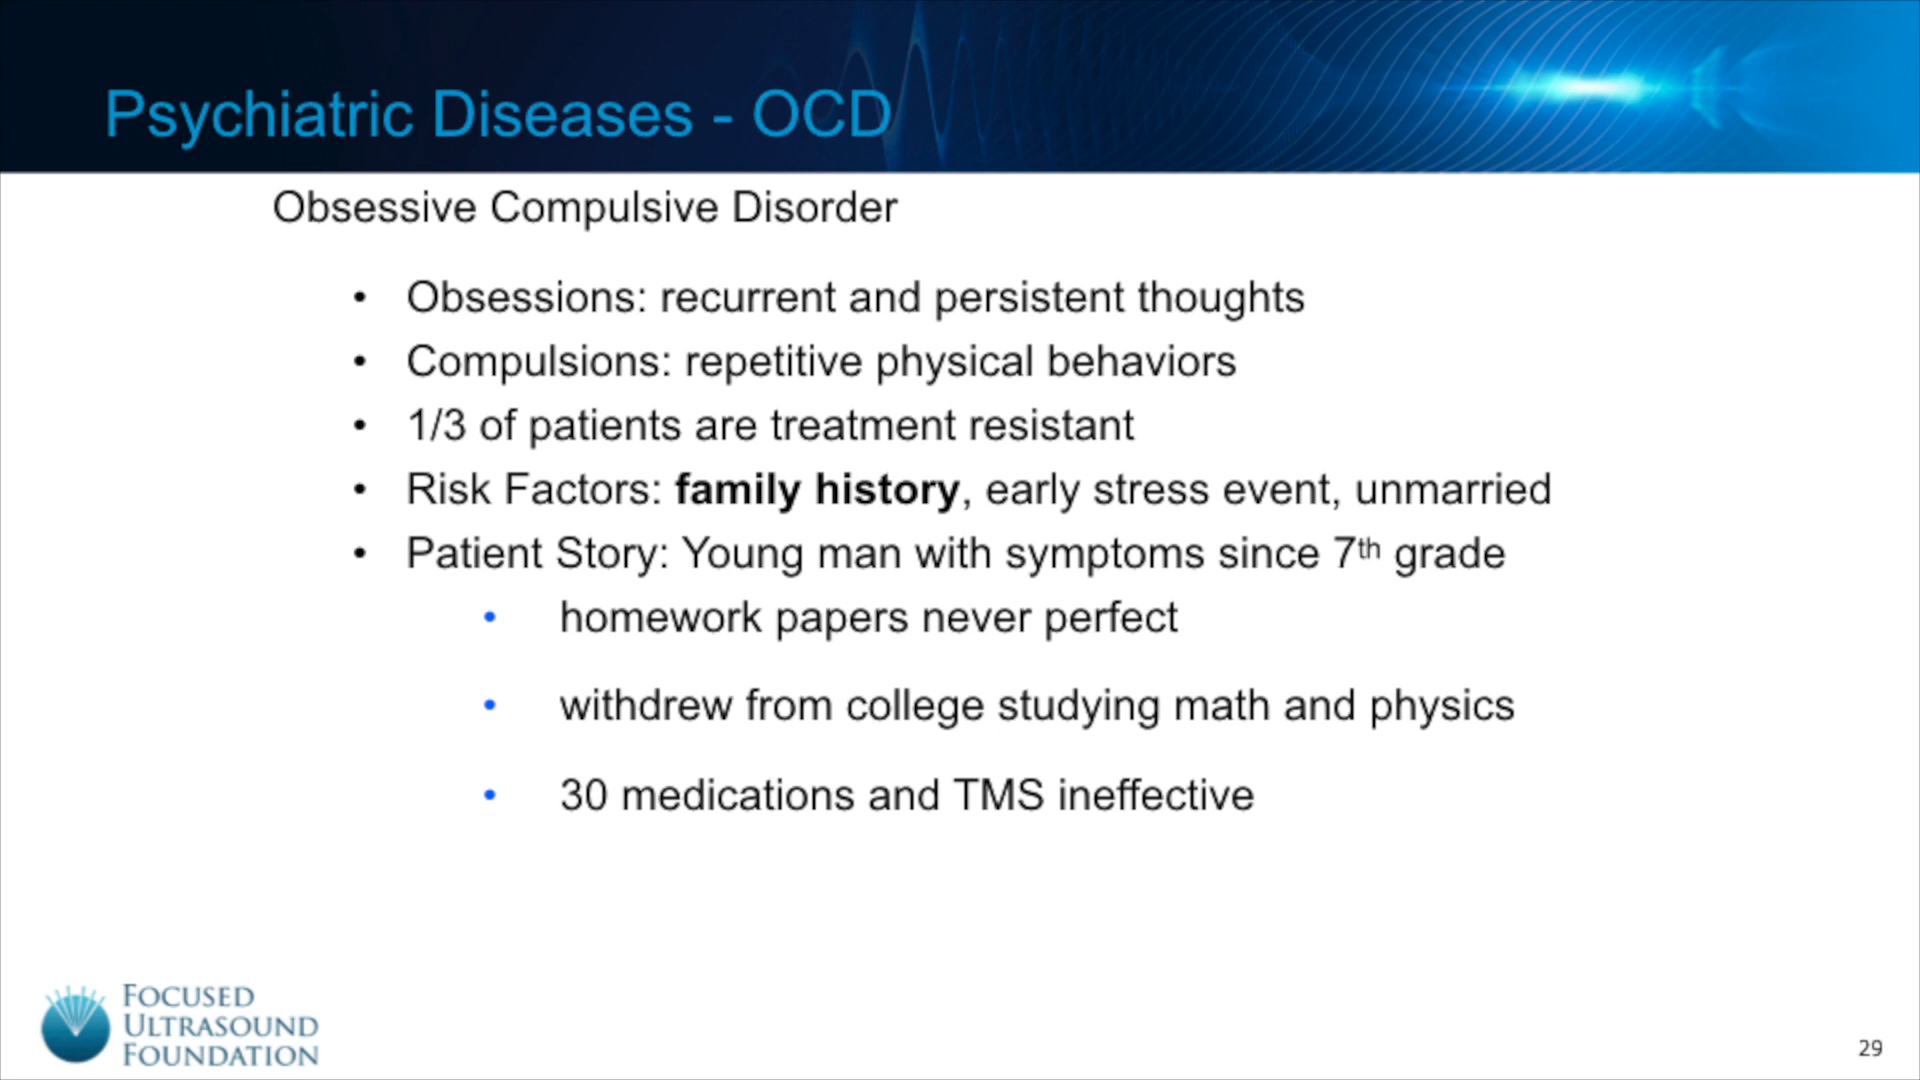 Psychiatric Diseases - OCD
Obsessive Compulsive Disorder
• Obsessions: recurrent and persistent thoughts
• Compulsions: repetitive physical behaviors
• 1/3 of patients are treatment resistant
• Risk Factors: family history, early stress event, unmarried
• Patient Story: Young man with symptoms since 7th grade
• homework papers never perfect
• withdrew from college studying math and physics
• 30 medications and TMS ineffective
FOCUSED
ULTRASOUND
FOUNDATION
29